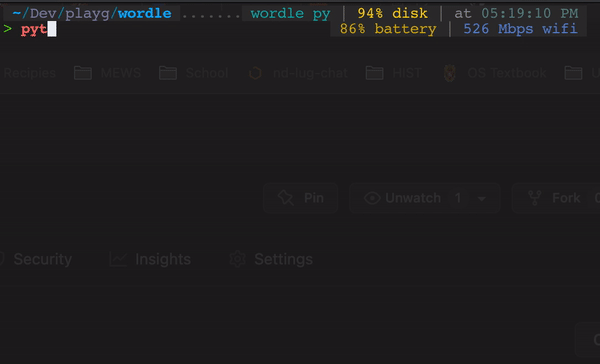 ~/Dev/playg/wordle ....... wordle py | 94% disk | at 05:19:10 PM
> pyt 86% battery | 526 Mbps wifi
Recipies MEWS School nd-lug-chat HIST OS Textbook
Pin Unwatch 1 Fork
Security Insights Settings